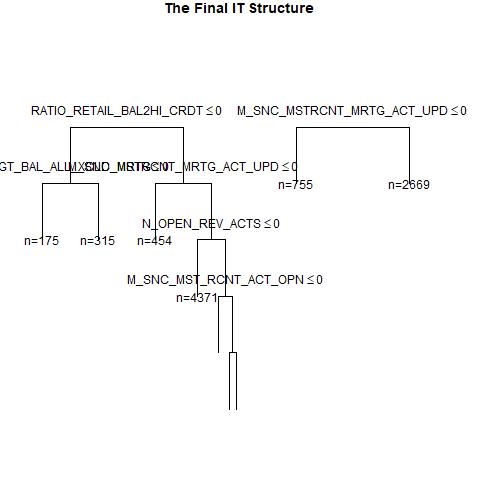 The Final IT Structure
RATIO_RETAIL_BAL2HI_CRDT ≤ 0
M_SNC_MSTRCNT_MRTG_ACT_UPD ≤ 0
M_SNC_MSTRCNT_MRTG_ACT_UPD ≤ 0
n=755
n=2669
N_OPEN_REV_ACTS ≤ 0
n=175
n=315
n=454
M_SNC_MST_RCNT_ACT_OPN ≤ 0
n=4371